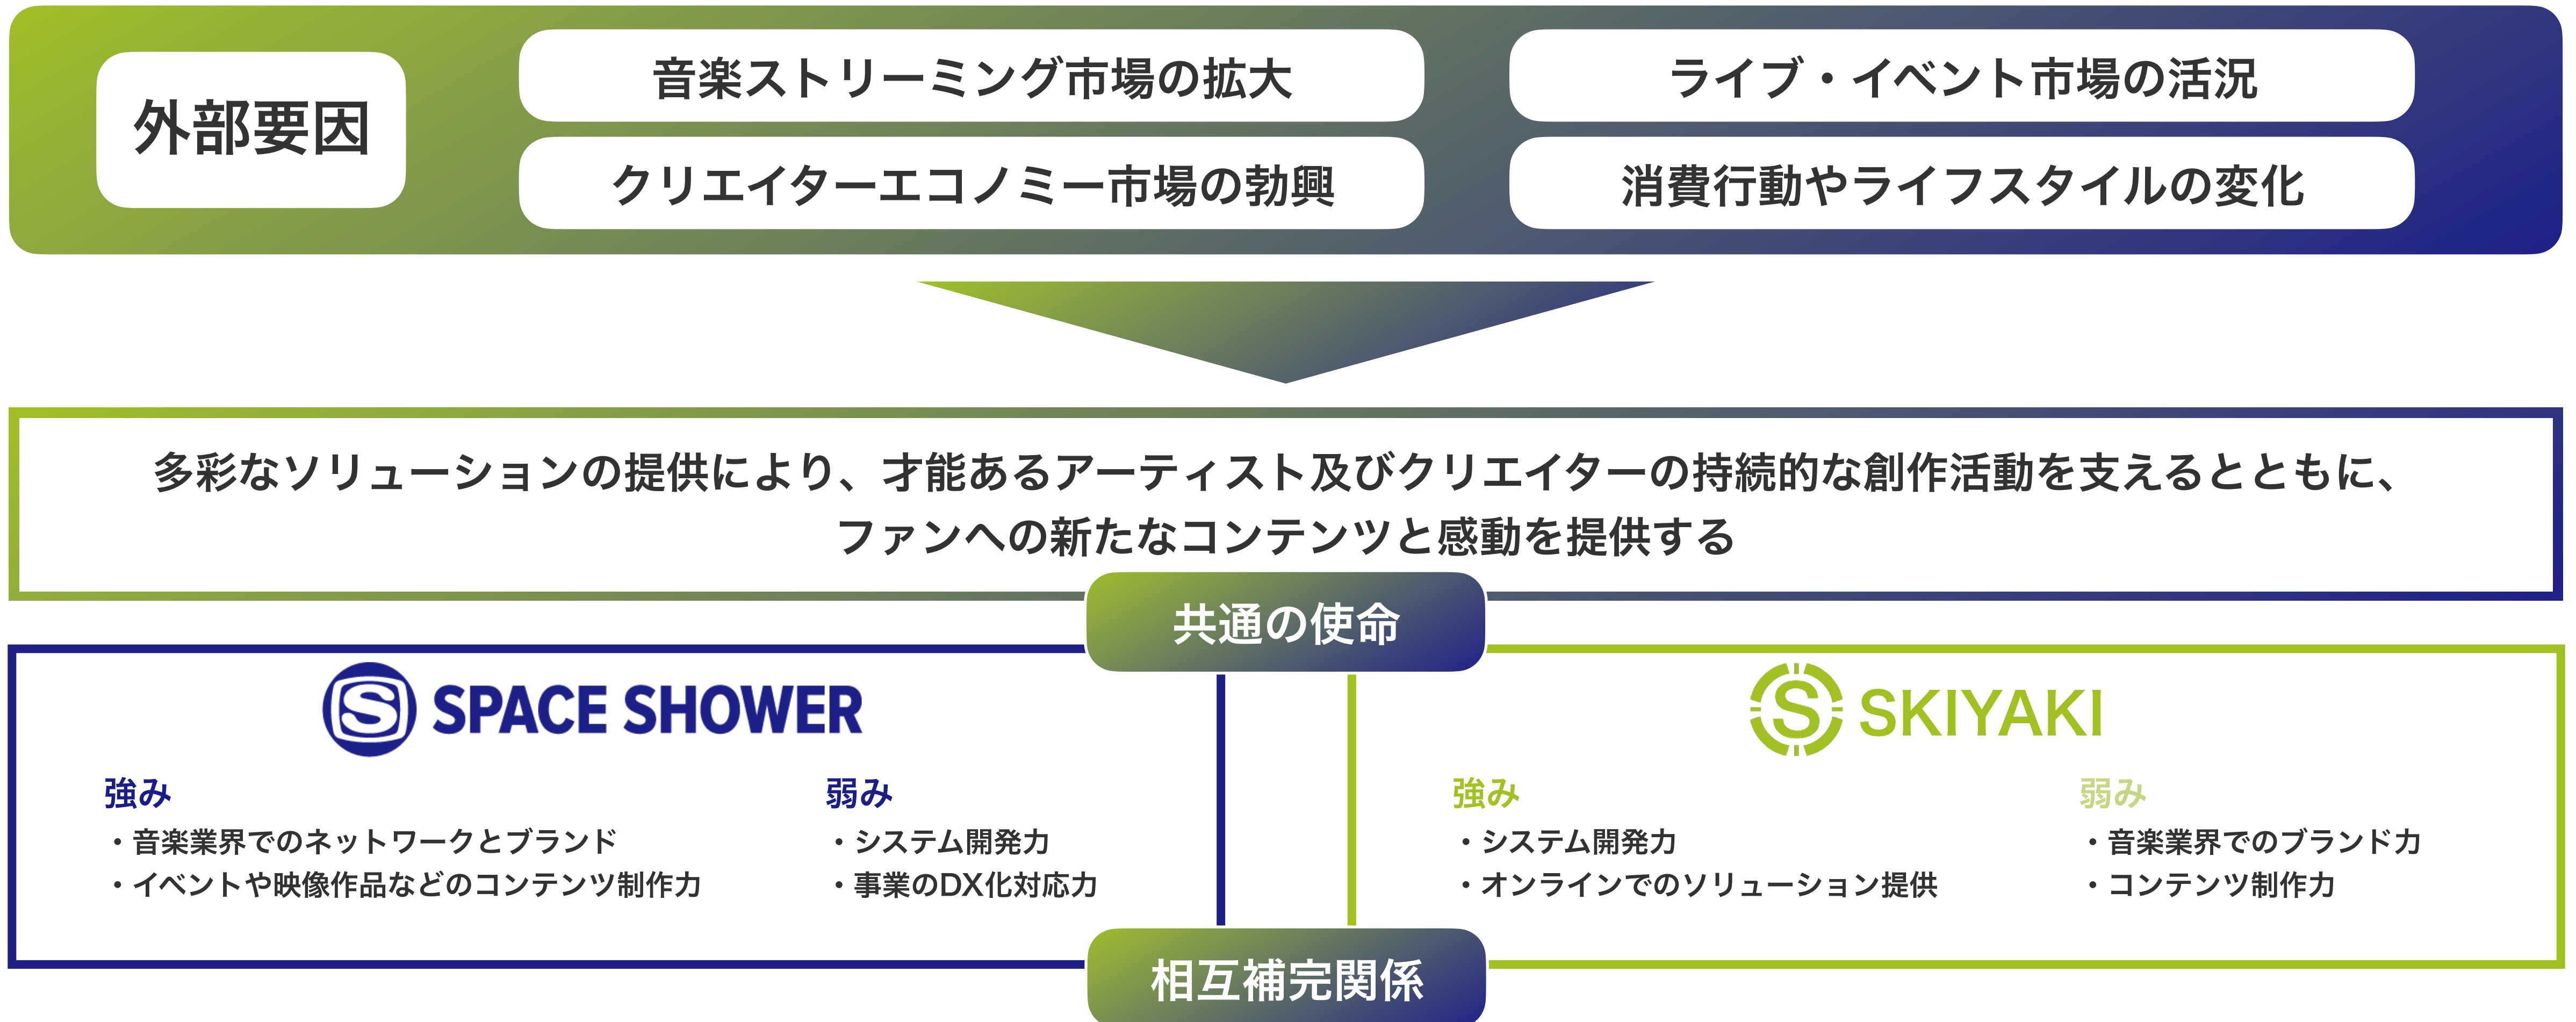 外部要因
音楽ストリーミング市場の拡大
ライブ・イベント市場の活況
クリエイターエコノミー市場の勃興
消費行動やライフスタイルの変化
多彩なソリューションの提供により、才能あるアーティスト及びクリエイターの持続的な創作活動を支えるとともに、
ファンへの新たなコンテンツと感動を提供する
共通の使命
S SPACE SHOWER
強み
・音楽業界でのネットワークとブランド
・イベントや映像作品などのコンテンツ制作力
弱み
・システム開発力
・事業のDX化対応力
S SKIYAKI
強み
・システム開発力
・オンラインでのソリューション提供
弱み
・音楽業界でのブランド力
・コンテンツ制作力
相互補完関係